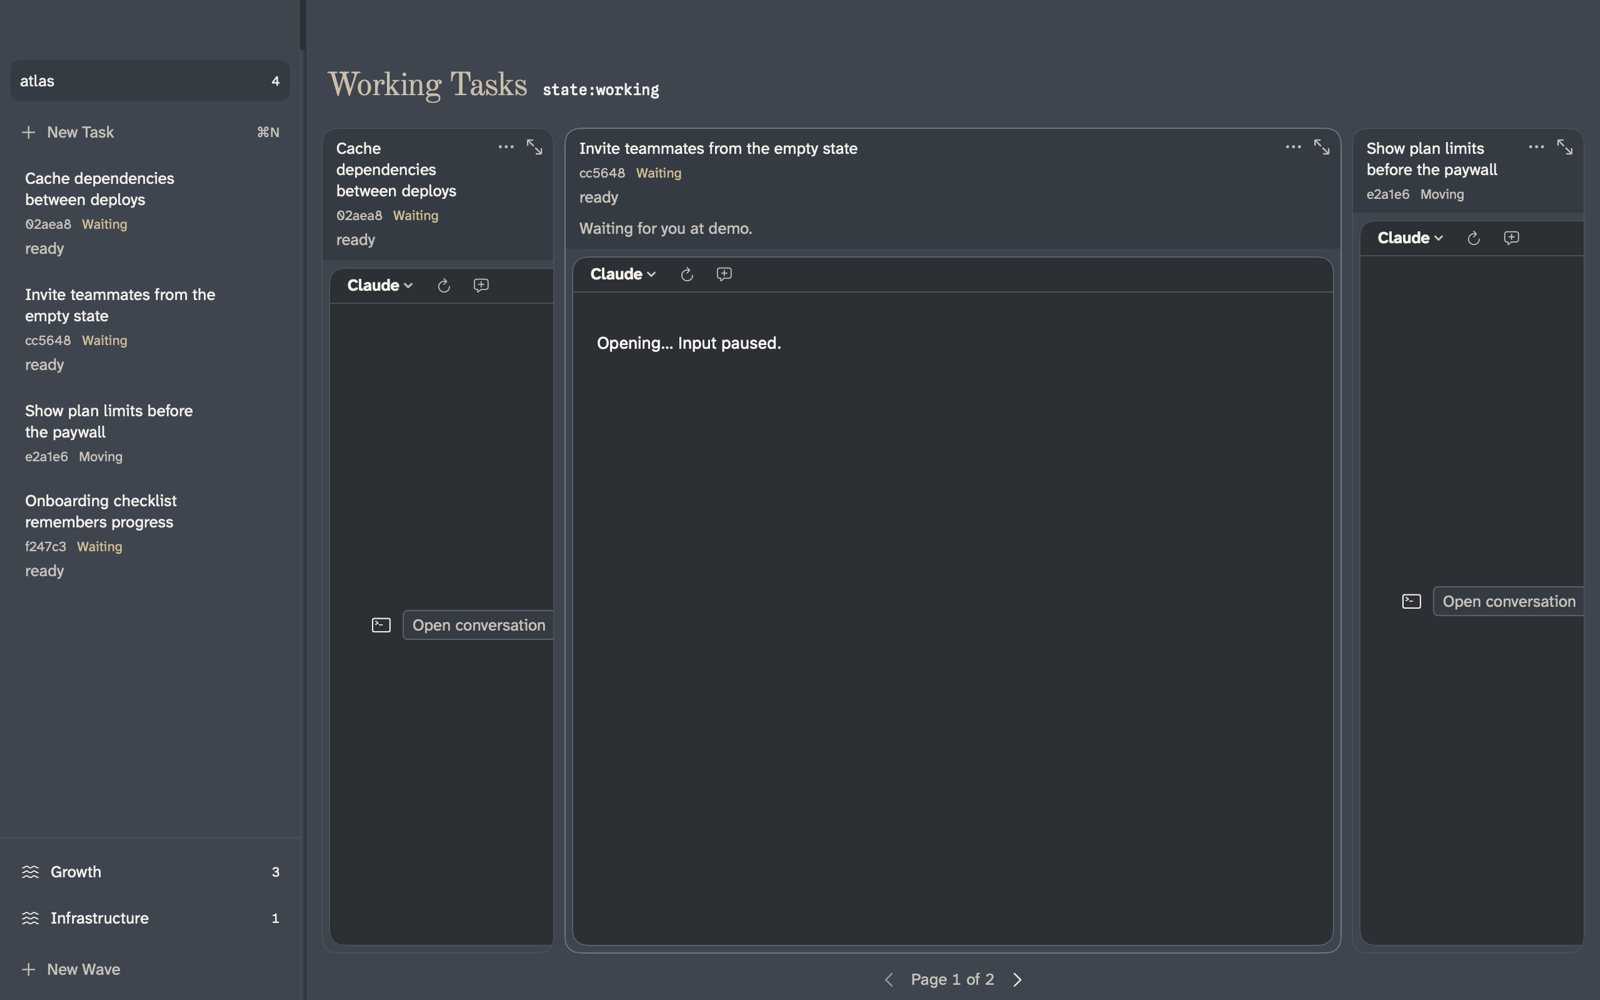 atlas 4
New Task ⌘N
Cache dependencies
between deploys
02aea8 Waiting
ready
Invite teammates from the
empty state
cc5648 Waiting
ready
Show plan limits before
the paywall
e2a1e6 Moving
Onboarding checklist
remembers progress
f247c3 Waiting
ready
Growth 3
Infrastructure 1
New Wave
Working Tasks state:working
Cache
dependencies
between deploys
02aea8 Waiting
ready
Claude
Open conversation
Invite teammates from the empty state
cc5648 Waiting
ready
Waiting for you at demo.
Claude
Opening... Input paused.
Show plan limits
before the paywall
e2a1e6 Moving
Claude
Open conversation
Page 1 of 2